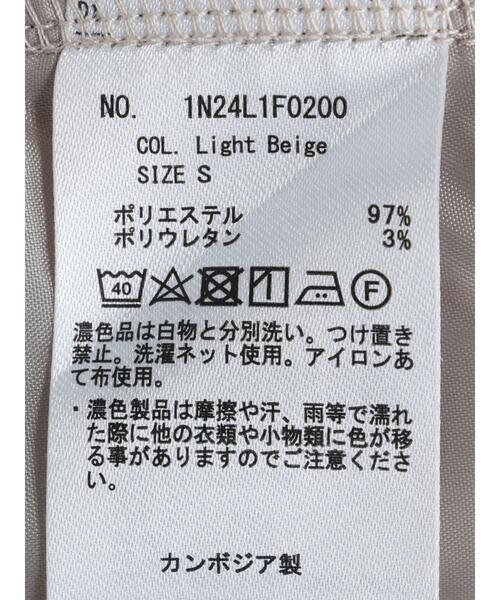 NO. 1N24L1F0200
COL. Light Beige
SIZE S
ポリエステル 97%
ポリウレタン 3%
40 F
濃色品は白物と分別洗い。つけ置き
禁止。洗濯ネット使用。アイロンあ
て布使用。
・濃色製品は摩擦や汗、雨等で濡れ
た際に他の衣類や小物類に色が移
る事がありますのでご注意くださ
い。
カンボジア製